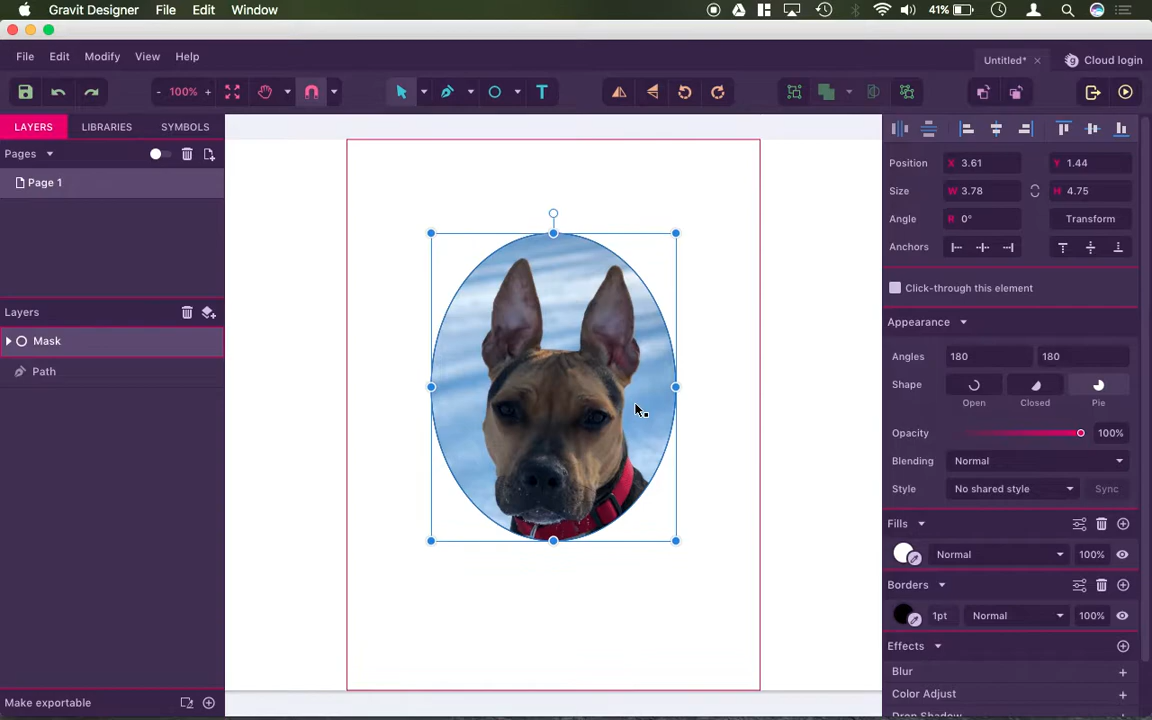 Gravit Designer File Edit Window 41%
File Edit Modify View Help Untitled* × Cloud login
- 100% + T
LAYERS LIBRARIES SYMBOLS
Pages
Page 1
Layers
Mask
Path
Make exportable
Position X 3.61 Y 1.44
Size W 3.78 H 4.75
Angle R 0° Transform
Anchors
Click-through this element
Appearance
Angles 180 180
Shape
Open Closed Pie
Opacity 100%
Blending Normal
Style No shared style Sync
Fills
Normal 100%
Borders
1pt Normal 100%
Effects
Blur +
Color Adjust +
Drop Shadow